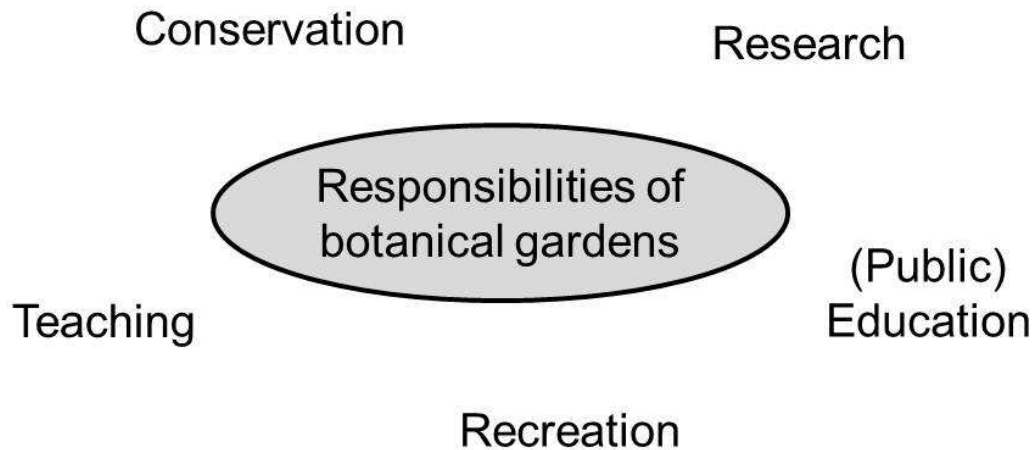 Conservation
Research
Responsibilities of
botanical gardens
(Public)
Education
Teaching
Recreation